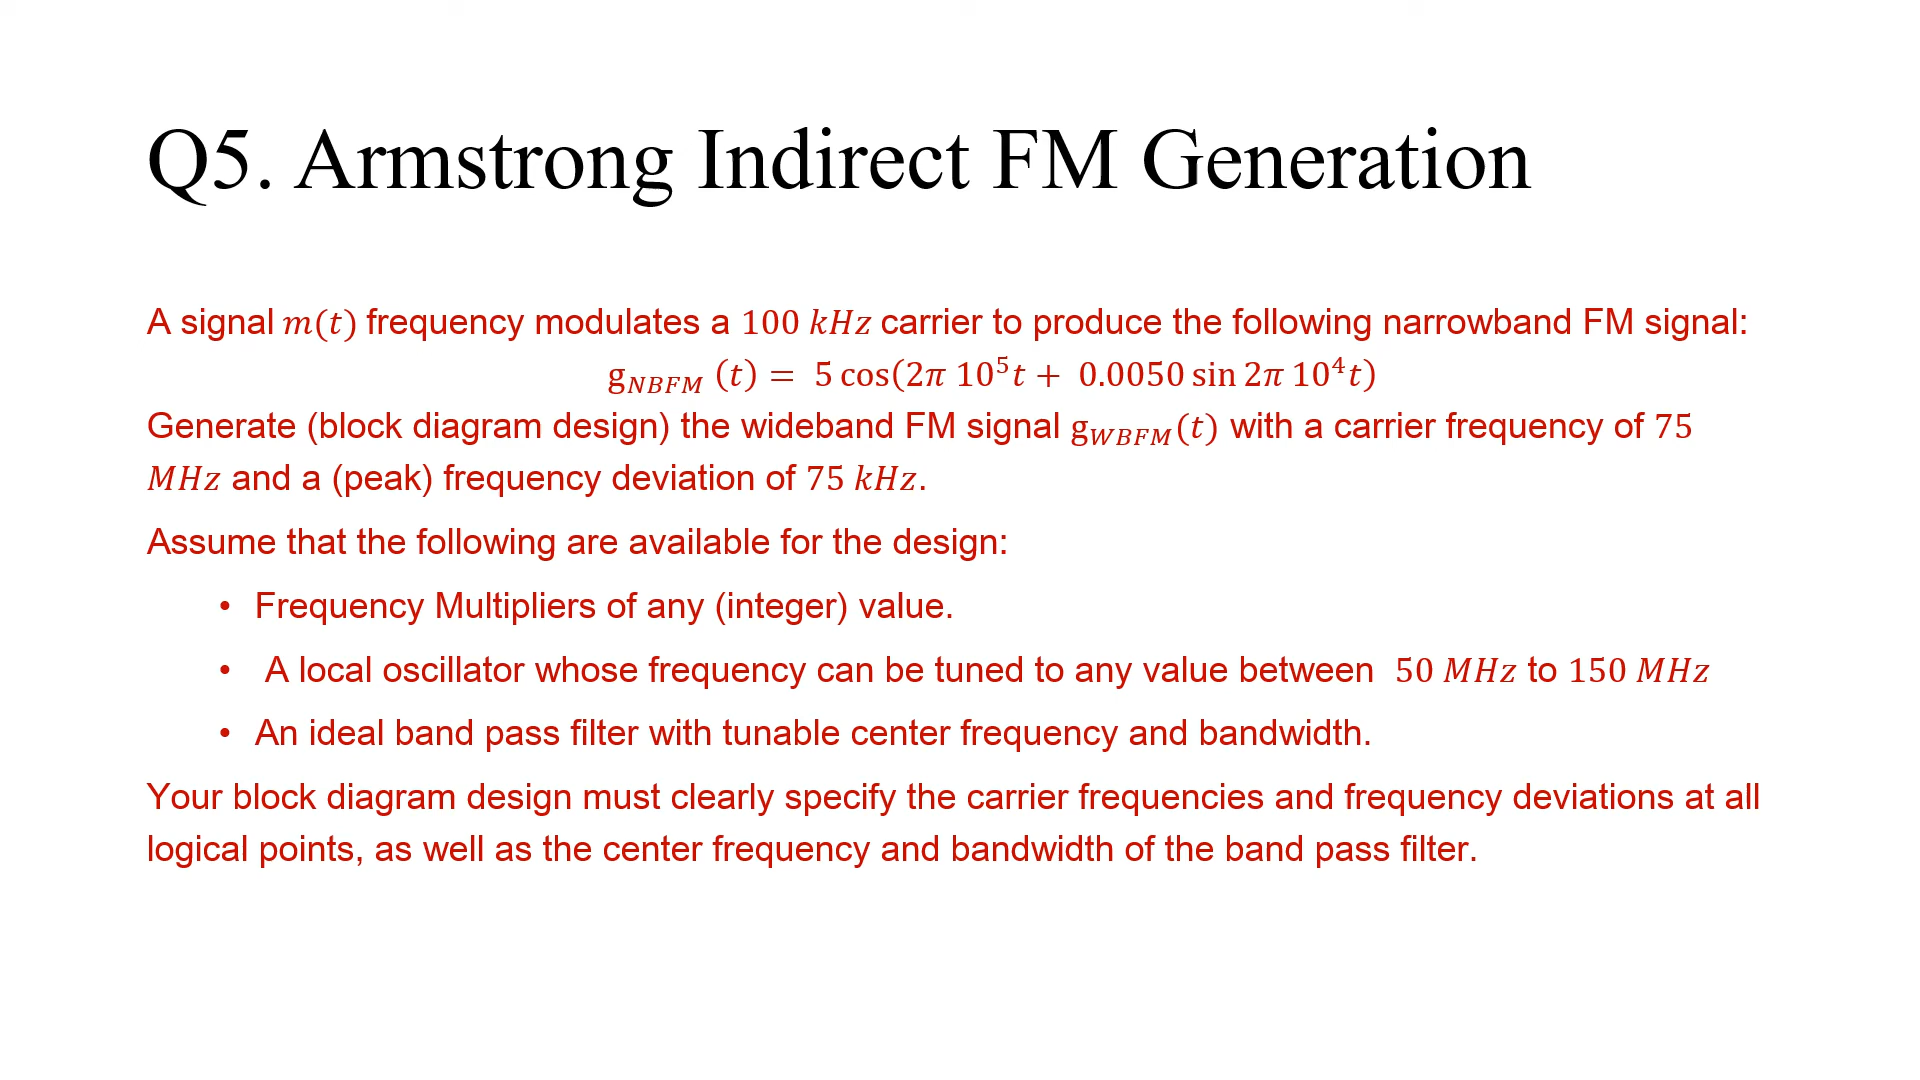 Q5. Armstrong Indirect FM Generation
A signal m(t) frequency modulates a 100 kHz carrier to produce the following narrowband FM signal:
g_NBFM (t) = 5 cos(2π 10⁵t + 0.0050 sin 2π 10⁴t)
Generate (block diagram design) the wideband FM signal g_WBFM(t) with a carrier frequency of 75
MHz and a (peak) frequency deviation of 75 kHz.
Assume that the following are available for the design:
• Frequency Multipliers of any (integer) value.
• A local oscillator whose frequency can be tuned to any value between 50 MHz to 150 MHz
• An ideal band pass filter with tunable center frequency and bandwidth.
Your block diagram design must clearly specify the carrier frequencies and frequency deviations at all
logical points, as well as the center frequency and bandwidth of the band pass filter.